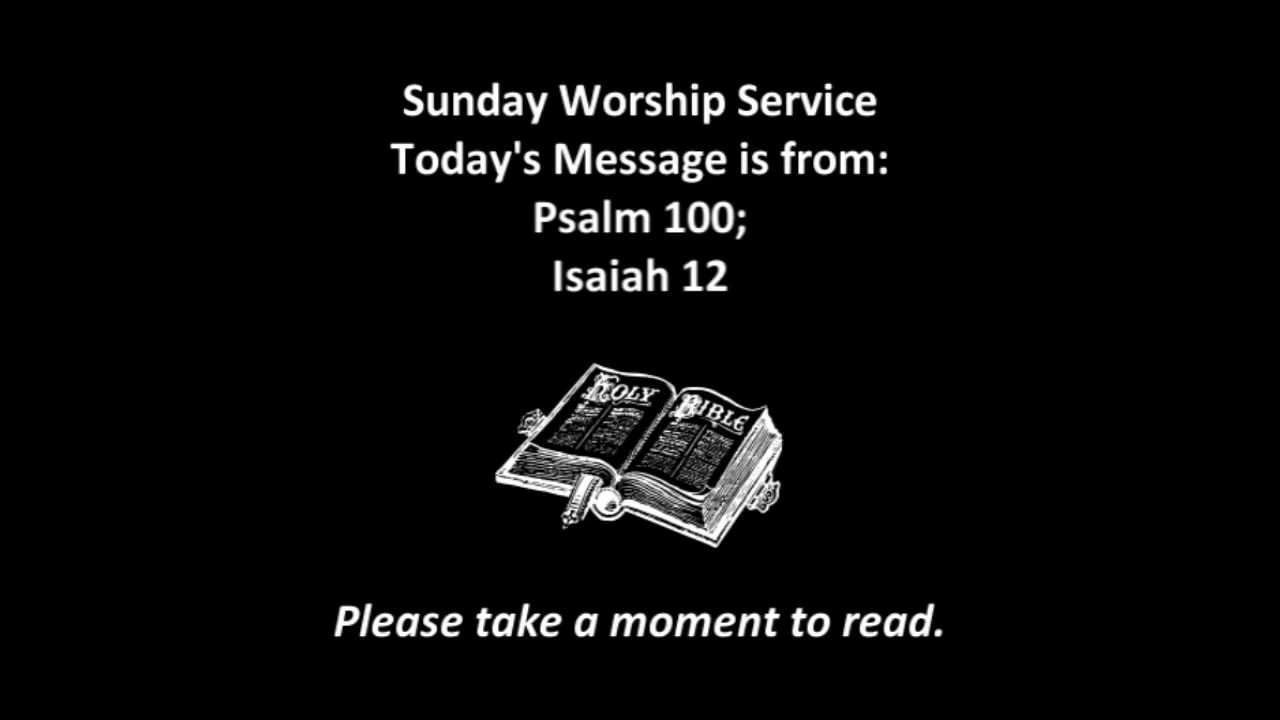 Sunday Worship Service
Today's Message is from:
Psalm 100;
Isaiah 12
HOLY BIBLE
Please take a moment to read.